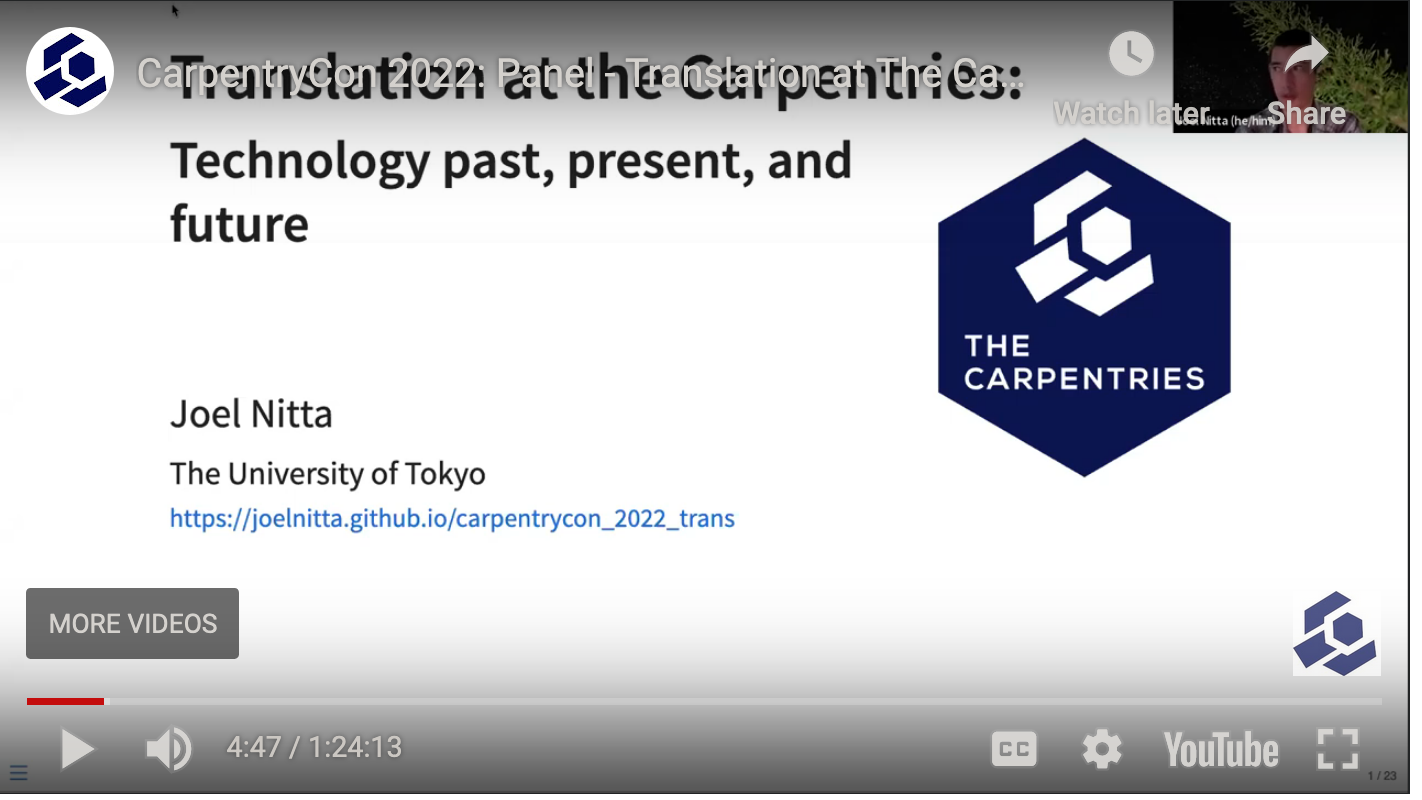 CarpentryCon 2022: Panel - Translation at The Ca...
Translation at the Carpentries:
Technology past, present, and
future
Watch later
Share
Joel Nitta (he/him)
THE
CARPENTRIES
Joel Nitta
The University of Tokyo
https://joelnitta.github.io/carpentrycon_2022_trans
MORE VIDEOS
4:47 / 1:24:13
CC
YouTube
1 / 23